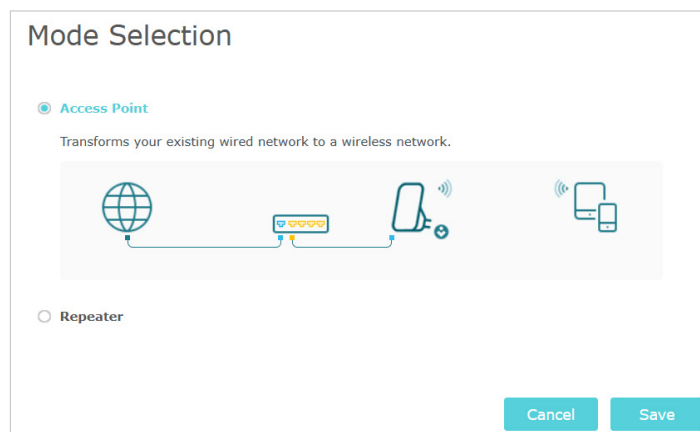 Mode Selection
Access Point
Transforms your existing wired network to a wireless network.
Repeater
Cancel
Save